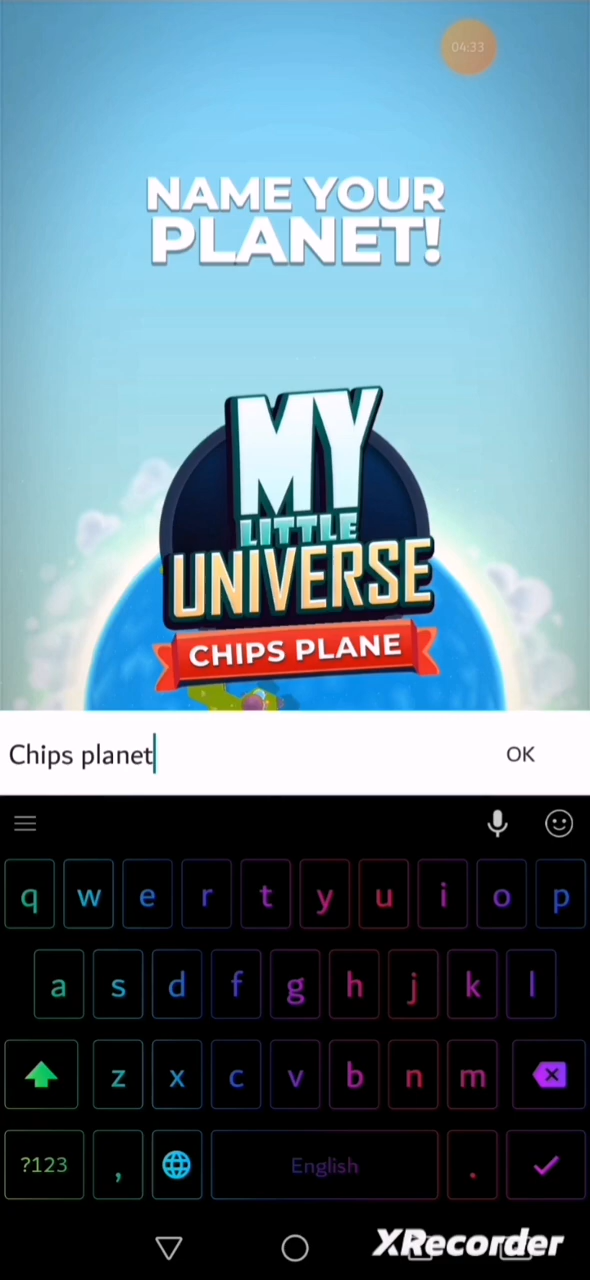 04:33
NAME YOUR
PLANET!
MY
LITTLE
UNIVERSE
CHIPS PLANE
Chips planet
OK
q w e r t y u i o p
a s d f g h j k l
z x c v b n m
?123 , English .
XRecorder